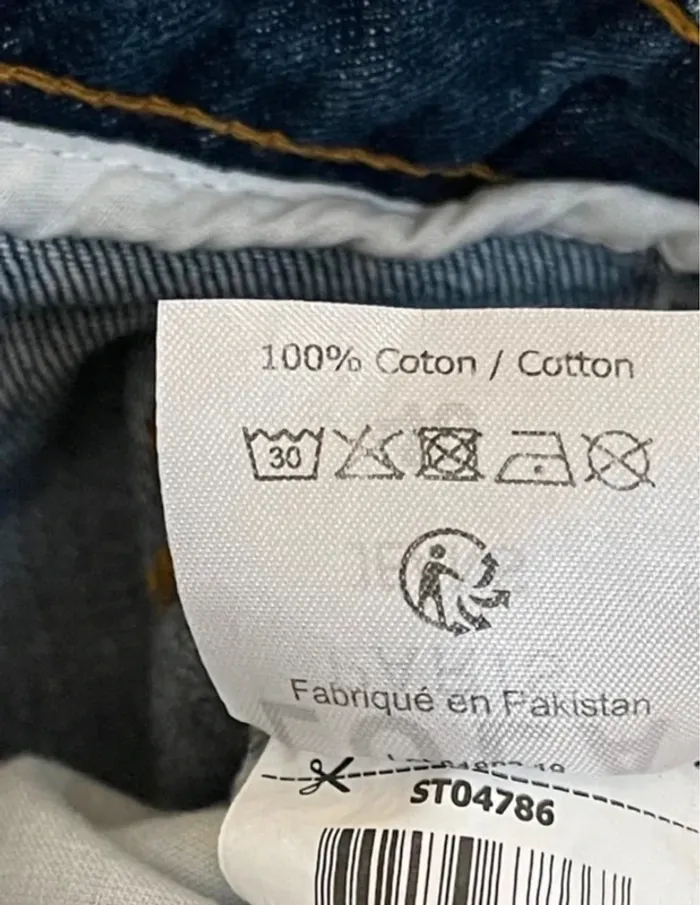 100% Coton / Cotton
30
Fabriqué en Pakistan
ST04786